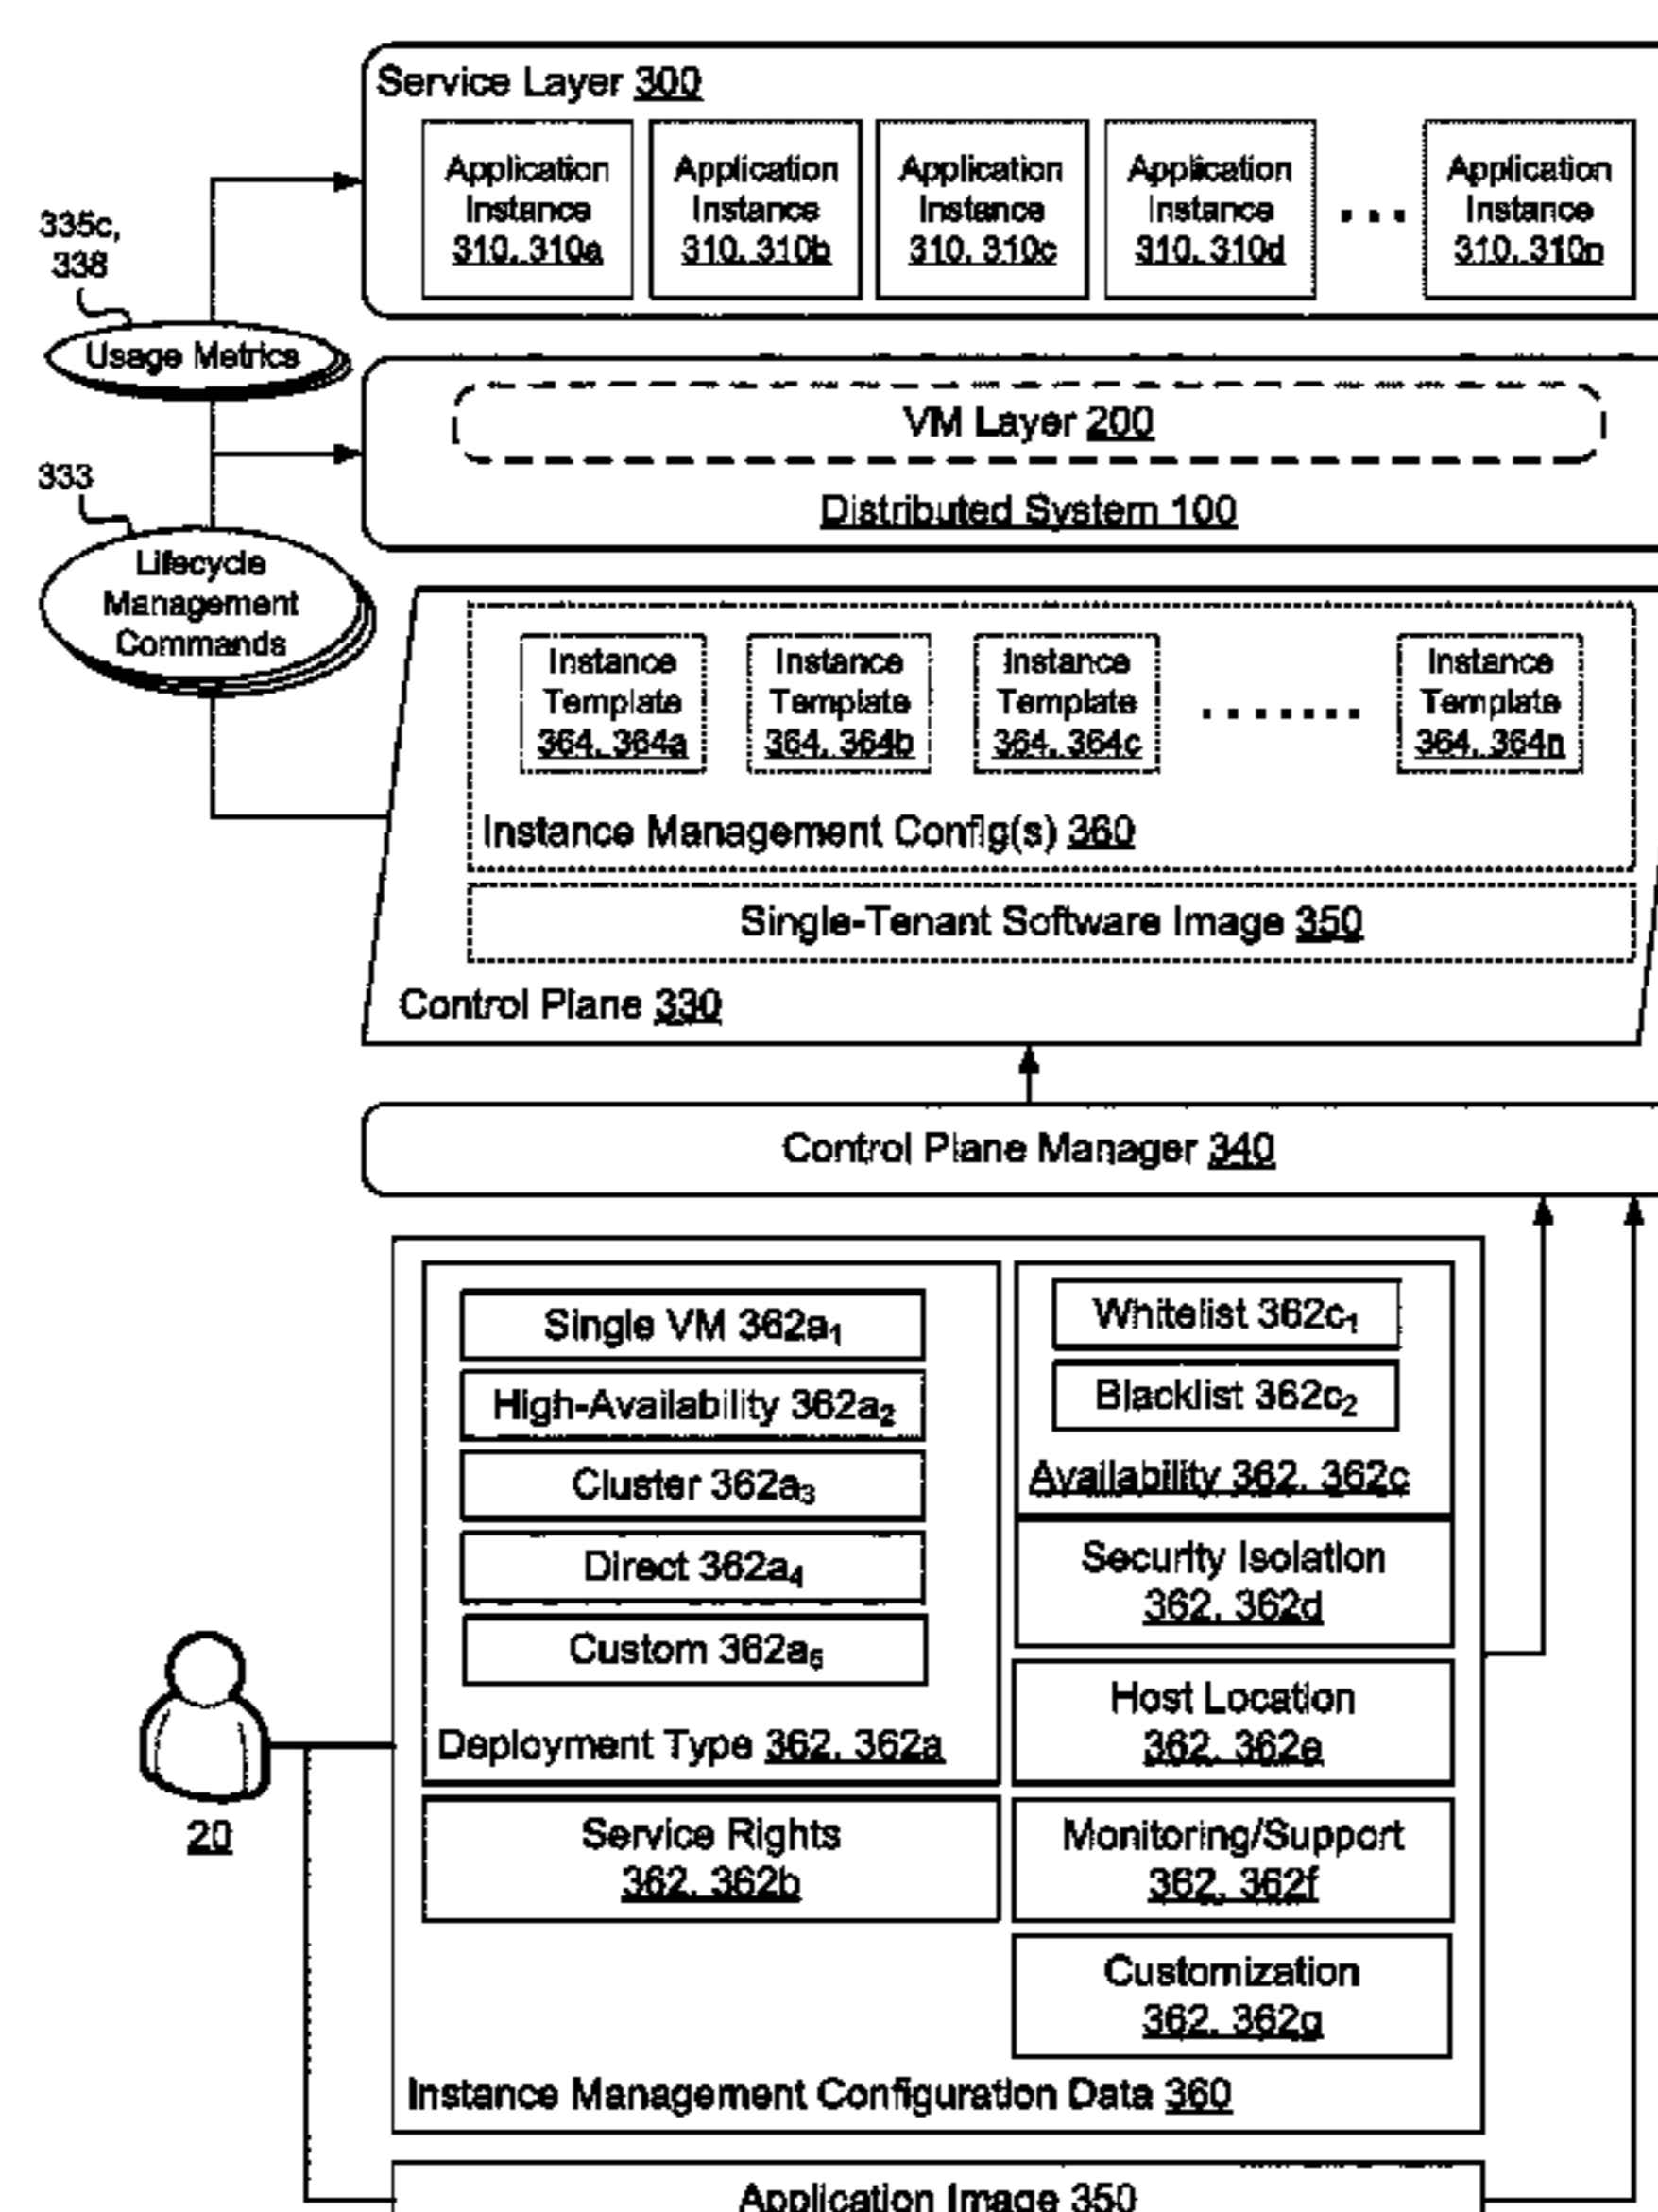 Service Layer 300
Application
Instance
310, 310a
Application
Instance
310, 310b
Application
Instance
310, 310c
Application
Instance
310, 310d
...
Application
Instance
310, 310n
335c,
338
Usage Metrics
VM Layer 200
Distributed System 100
333
Lifecycle
Management
Commands
Instance
Template
364, 364a
Instance
Template
364, 364b
Instance
Template
364, 364c
.......
Instance
Template
364, 364n
Instance Management Config(s) 360
Single-Tenant Software Image 350
Control Plane 330
Control Plane Manager 340
Single VM 362a₁
High-Availability 362a₂
Cluster 362a₃
Direct 362a₄
Custom 362a₅
Deployment Type 362, 362a
Service Rights
362, 362b
Whitelist 362c₁
Blacklist 362c₂
Availability 362, 362c
Security Isolation
362, 362d
Host Location
362, 362e
Monitoring/Support
362, 362f
Customization
362, 362g
20
Instance Management Configuration Data 360
Application Image 350